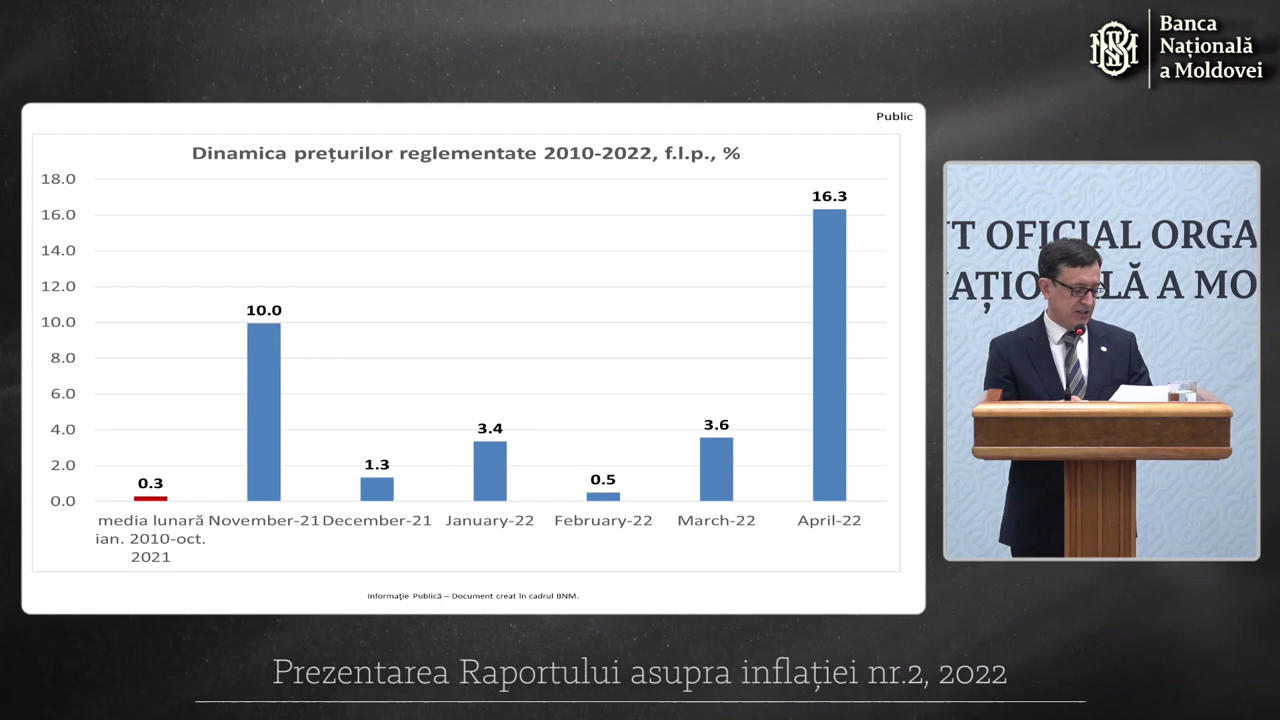 Banca
Națională
a Moldovei
Public
Dinamica prețurilor reglementate 2010-2022, f.l.p., %
18.0
16.0
14.0
12.0
10.0
8.0
6.0
4.0
2.0
0.0
0.3
10.0
1.3
3.4
0.5
3.6
16.3
media lunară ian. 2010-oct. 2021
November-21
December-21
January-22
February-22
March-22
April-22
Informație Publică – Document creat în cadrul BNM.
T OFICIAL ORGA
AȚIO LĂ A MO
Prezentarea Raportului asupra inflației nr.2, 2022